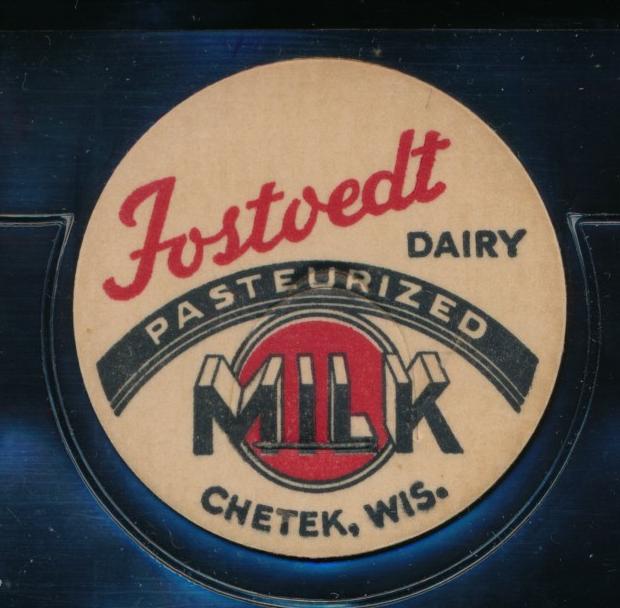 Fostvedt
DAIRY
PASTEURIZED
MILK
CHETEK, WIS.